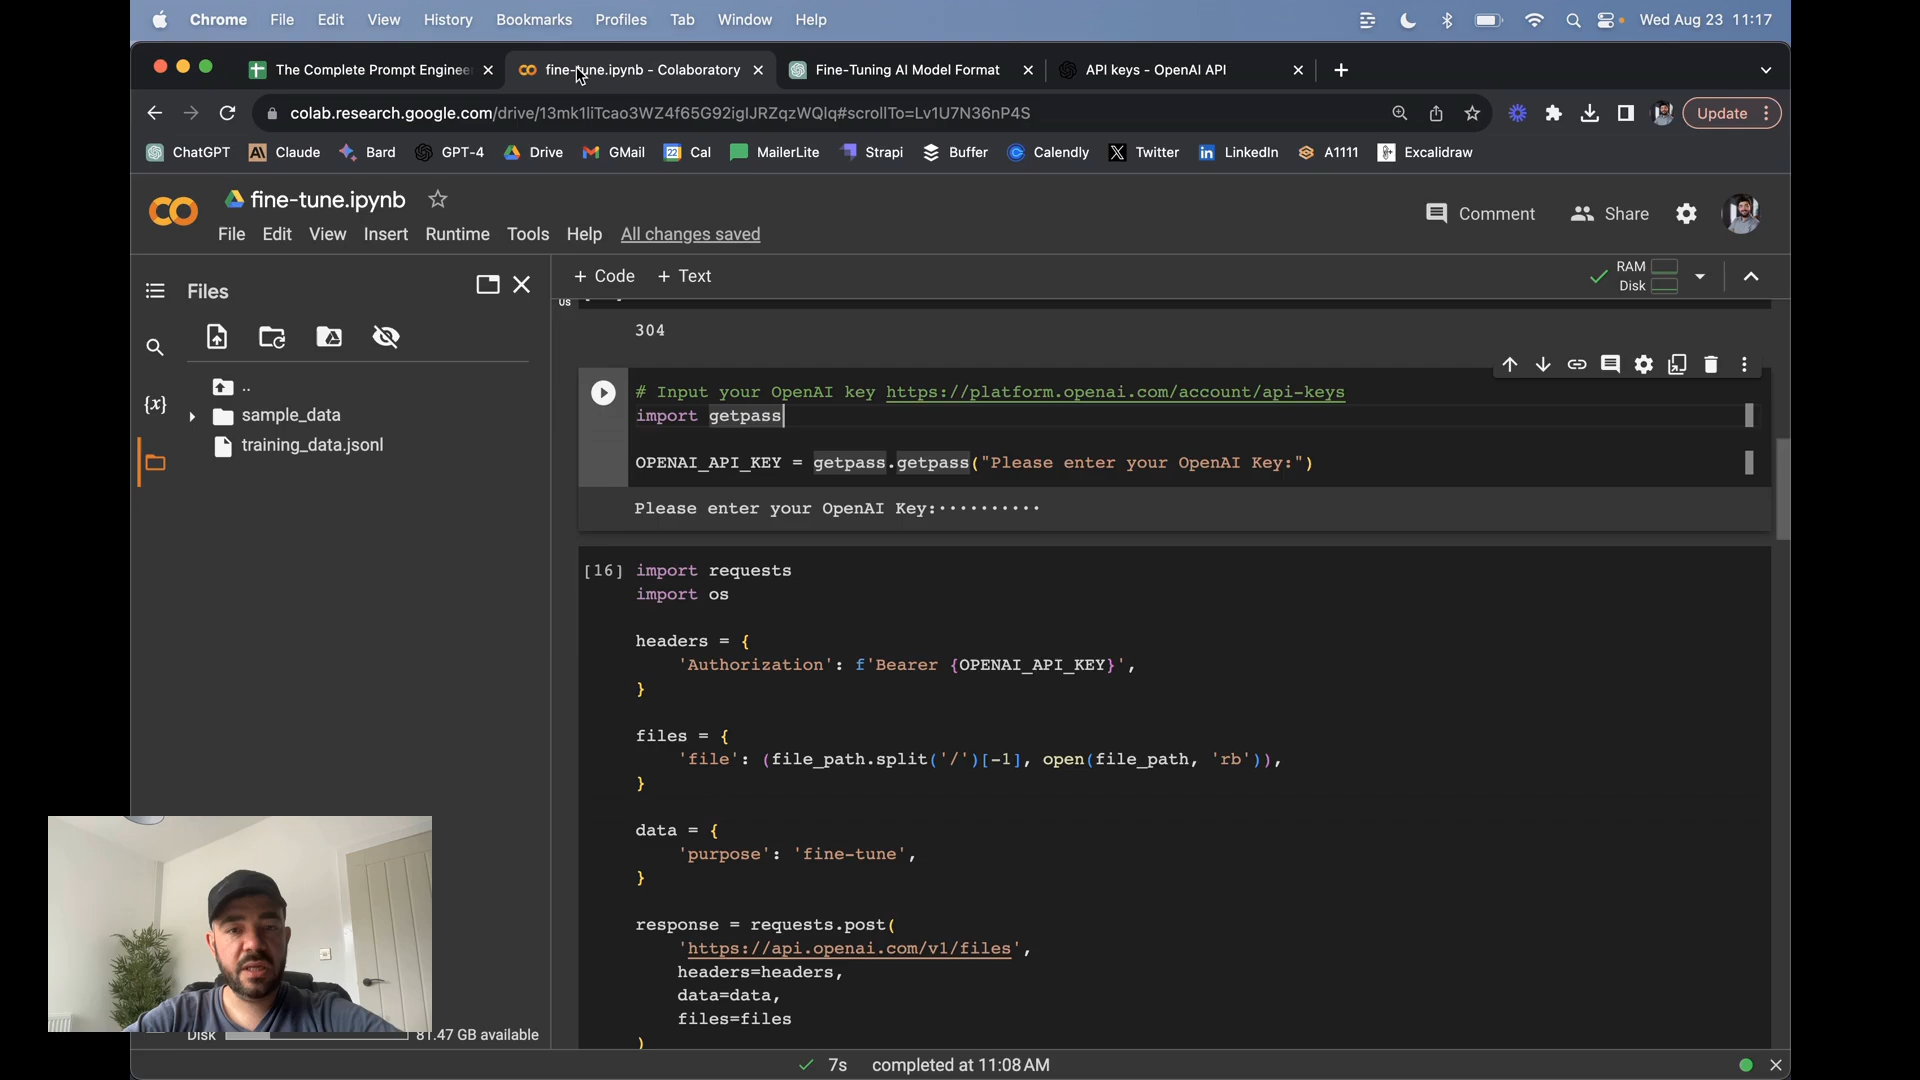 Chrome File Edit View History Bookmarks Profiles Tab Window Help Wed Aug 23 11:17
The Complete Prompt Enginee fine-tune.ipynb - Colaboratory Fine-Tuning AI Model Format API keys - OpenAI API
colab.research.google.com/drive/13mk1liTcao3WZ4f65G92igIJRZqzWQlq#scrollTo=Lv1U7N36nP4S Update
ChatGPT Claude Bard GPT-4 Drive GMail 22 Cal MailerLite Strapi Buffer Calendly Twitter LinkedIn A1111 Excalidraw
fine-tune.ipynb
Comment Share
File Edit View Insert Runtime Tools Help All changes saved
Files
+ Code + Text
RAM
Disk
0s
304
..
sample_data
training_data.jsonl
{x}
# Input your OpenAI key https://platform.openai.com/account/api-keys
import getpass
OPENAI_API_KEY = getpass.getpass("Please enter your OpenAI Key:")
Please enter your OpenAI Key:··········
[16] import requests
import os
headers = {
'Authorization': f'Bearer {OPENAI_API_KEY}',
}
files = {
'file': (file_path.split('/')[-1], open(file_path, 'rb')),
}
data = {
'purpose': 'fine-tune',
}
response = requests.post(
'https://api.openai.com/v1/files',
headers=headers,
data=data,
files=files
)
Disk 81.47 GB available
7s completed at 11:08 AM